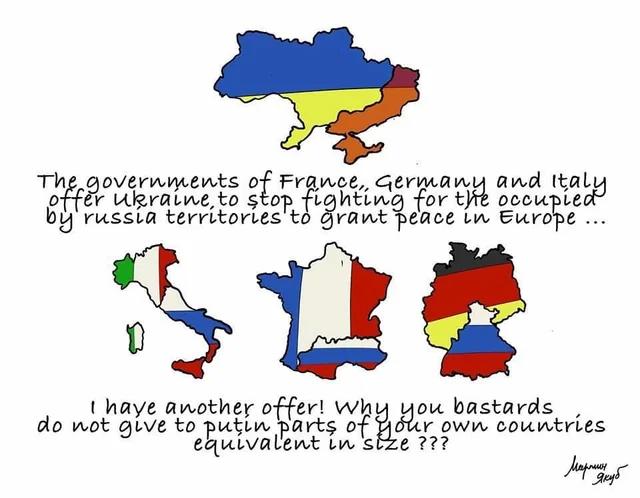 The governments of France, Germany and Italy
offer Ukraine to stop fighting for the occupied
by russia territories to grant peace in Europe ...
I have another offer! Why you bastards
do not give to putin parts of your own countries
equivalent in size ???
Мартин
Якуб